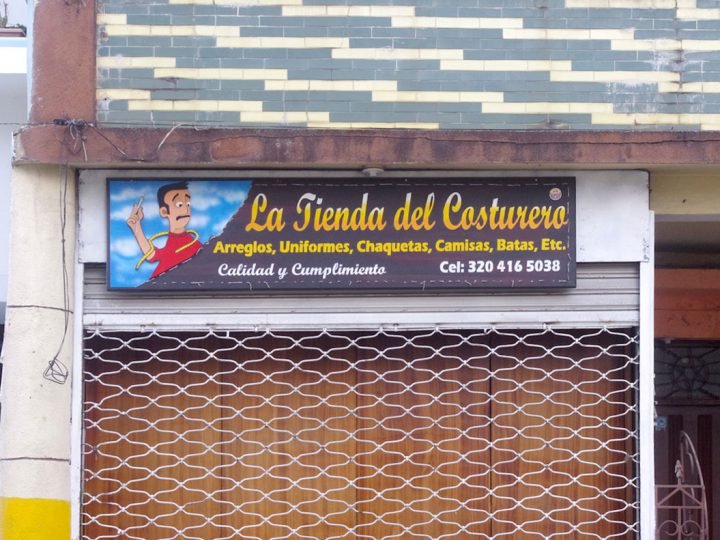 La Tienda del Costurero
Arreglos, Uniformes, Chaquetas, Camisas, Batas, Etc.
Calidad y Cumplimiento Cel: 320 416 5038